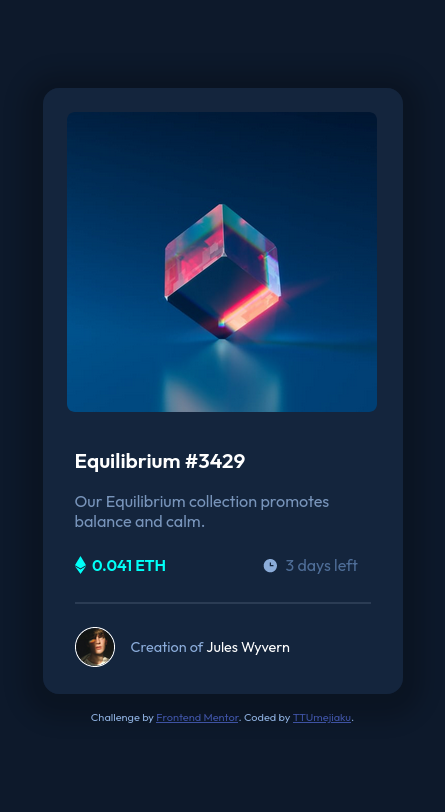 Equilibrium #3429
Our Equilibrium collection promotes
balance and calm.
0.041 ETH 3 days left
Creation of Jules Wyvern
Challenge by Frontend Mentor. Coded by TTUmejiaku.